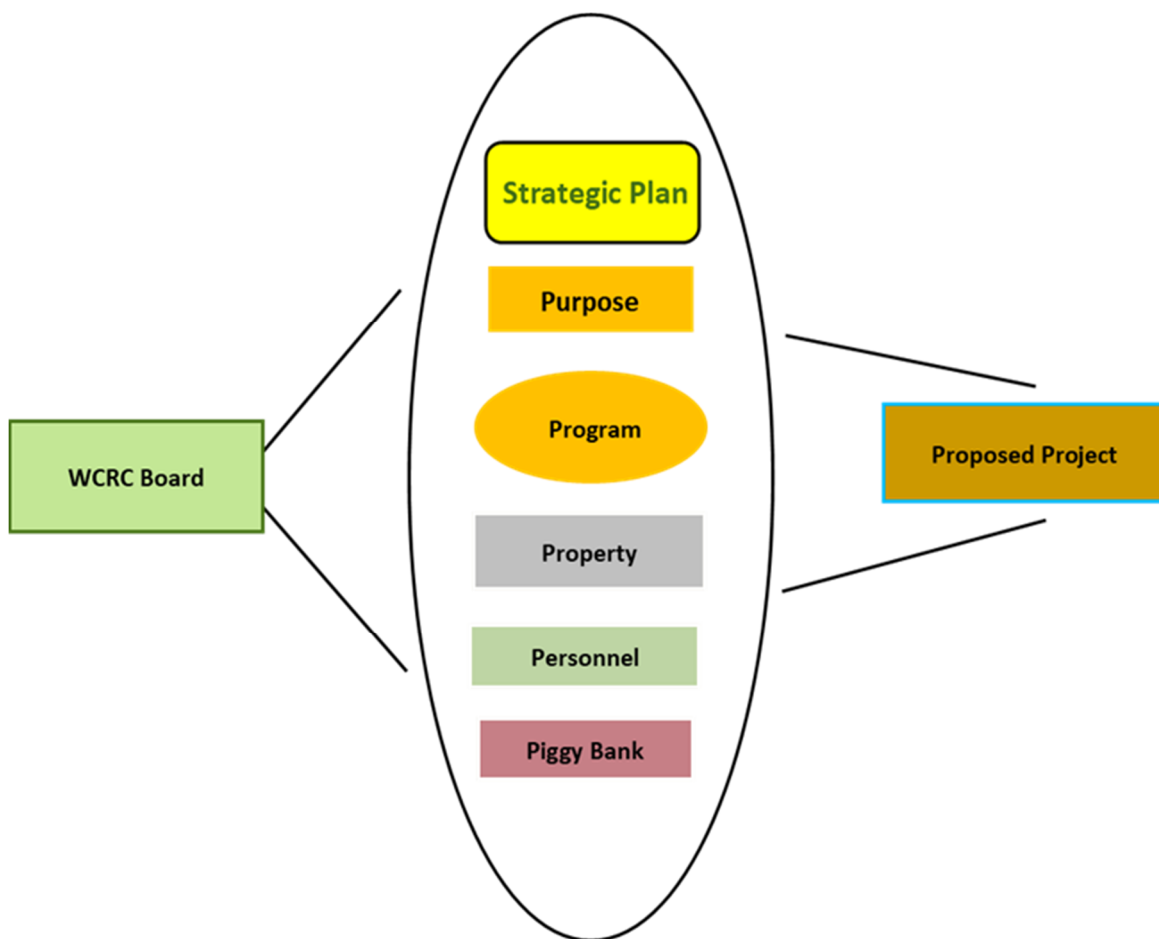 Strategic Plan
Purpose
Program
WCRC Board
Proposed Project
Property
Personnel
Piggy Bank